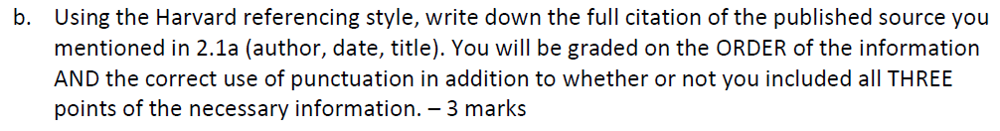 b. Using the Harvard referencing style, write down the full citation of the published source you
mentioned in 2.1a (author, date, title). You will be graded on the ORDER of the information
AND the correct use of punctuation in addition to whether or not you included all THREE
points of the necessary information. – 3 marks